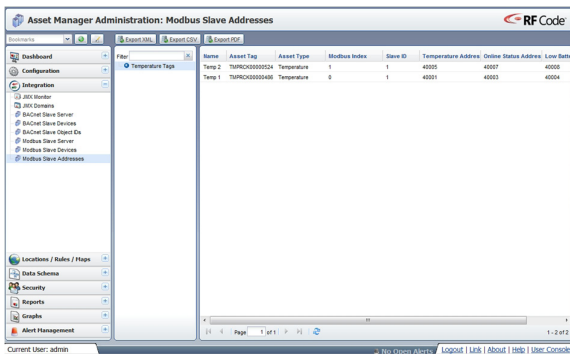 Asset Manager Administration: Modbus Slave Addresses
RF Code
Bookmarks
Export XML Export CSV Export PDF
Dashboard
Configuration
Integration
JMX Monitor
JMX Domains
BACnet Slave Server
BACnet Slave Devices
BACnet Slave Object IDs
Modbus Slave Server
Modbus Slave Devices
Modbus Slave Addresses
Locations / Rules / Maps
Data Schema
Security
Reports
Graphs
Alert Management
Filter
Temperature Tags
Name Asset Tag Asset Type Modbus Index Slave ID Temperature Addres Online Status Addres Low Batte
Temp 2 TMPRCK00000524 Temperature 1 1 40005 40007 40008
Temp 1 TMPRCK00000486 Temperature 0 1 40001 40003 40004
Page 1 of 1
1 - 2 of 2
Current User: admin
No Open Alerts
Logout | Link | About | Help | User Console